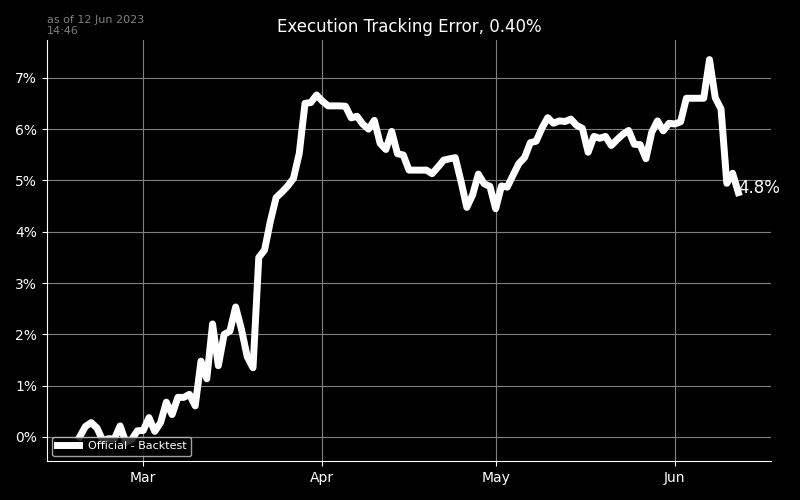 as of 12 Jun 2023
14:46
Execution Tracking Error, 0.40%
7%
6%
5%
4%
3%
2%
1%
0%
4.8%
Official - Backtest
Mar
Apr
May
Jun